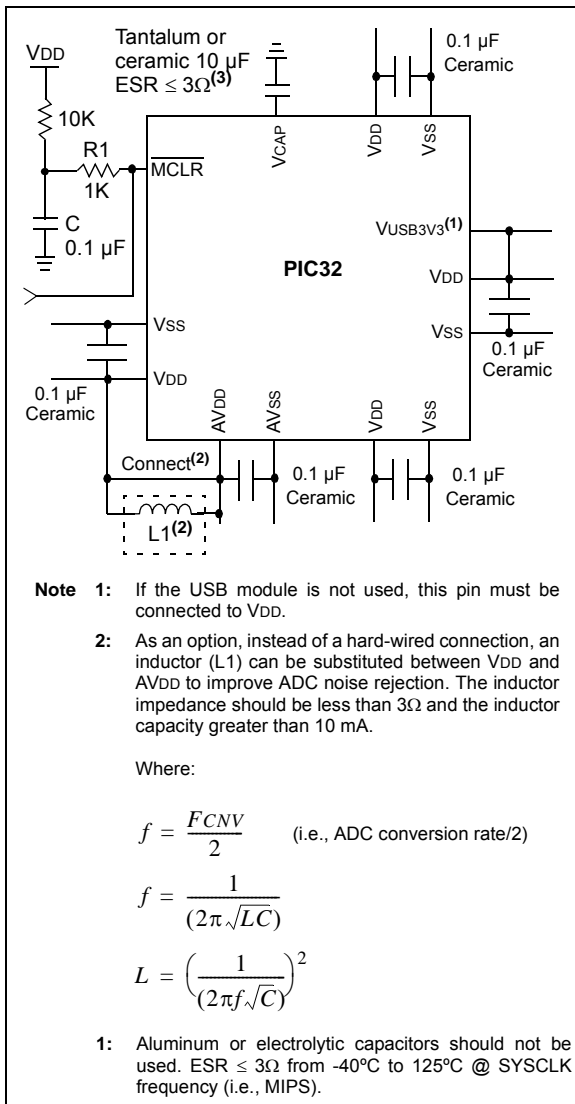 VDD
Tantalum or
ceramic 10 µF
ESR ≤ 3Ω(3)
0.1 µF
Ceramic
10K
R1
1K
C
0.1 µF
MCLR
VCAP
VDD
VSS
VUSB3V3(1)
VDD
VSS
PIC32
0.1 µF
Ceramic
VSS
VDD
0.1 µF
Ceramic
AVDD
AVSS
VDD
VSS
Connect(2)
L1(2)
0.1 µF
Ceramic
0.1 µF
Ceramic
Note 1: If the USB module is not used, this pin must be
connected to VDD.
2: As an option, instead of a hard-wired connection, an
inductor (L1) can be substituted between VDD and
AVDD to improve ADC noise rejection. The inductor
impedance should be less than 3Ω and the inductor
capacity greater than 10 mA.
Where:
f = FCNV / 2 (i.e., ADC conversion rate/2)
f = 1 / (2π√LC)
L = (1 / (2πf√C))²
1: Aluminum or electrolytic capacitors should not be
used. ESR ≤ 3Ω from -40ºC to 125ºC @ SYSCLK
frequency (i.e., MIPS).